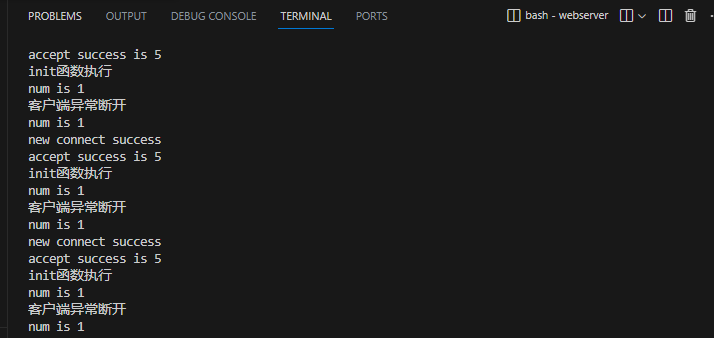 PROBLEMS OUTPUT DEBUG CONSOLE TERMINAL PORTS bash - webserver
accept success is 5
init函数执行
num is 1
客户端异常断开
num is 1
new connect success
accept success is 5
init函数执行
num is 1
客户端异常断开
num is 1
new connect success
accept success is 5
init函数执行
num is 1
客户端异常断开
num is 1